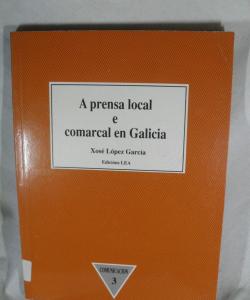 A prensa local
e
comarcal en Galicia
Xosé López García
Edicións LEA
COMUNICACIÓN
3